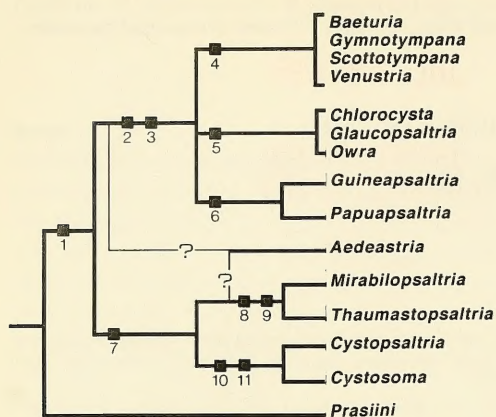 Baeturia
Gymnotympana
4
Scottotympana
Venustria
Chlorocysta
2 3
5
Glaucopsaltria
Owra
Guineapsaltria
6
Papuapsaltria
1
?
Aedeastria
?
Mirabilopsaltria
8 9
7
Thaumastopsaltria
Cystopsaltria
10 11
Cystosoma
Prasiini